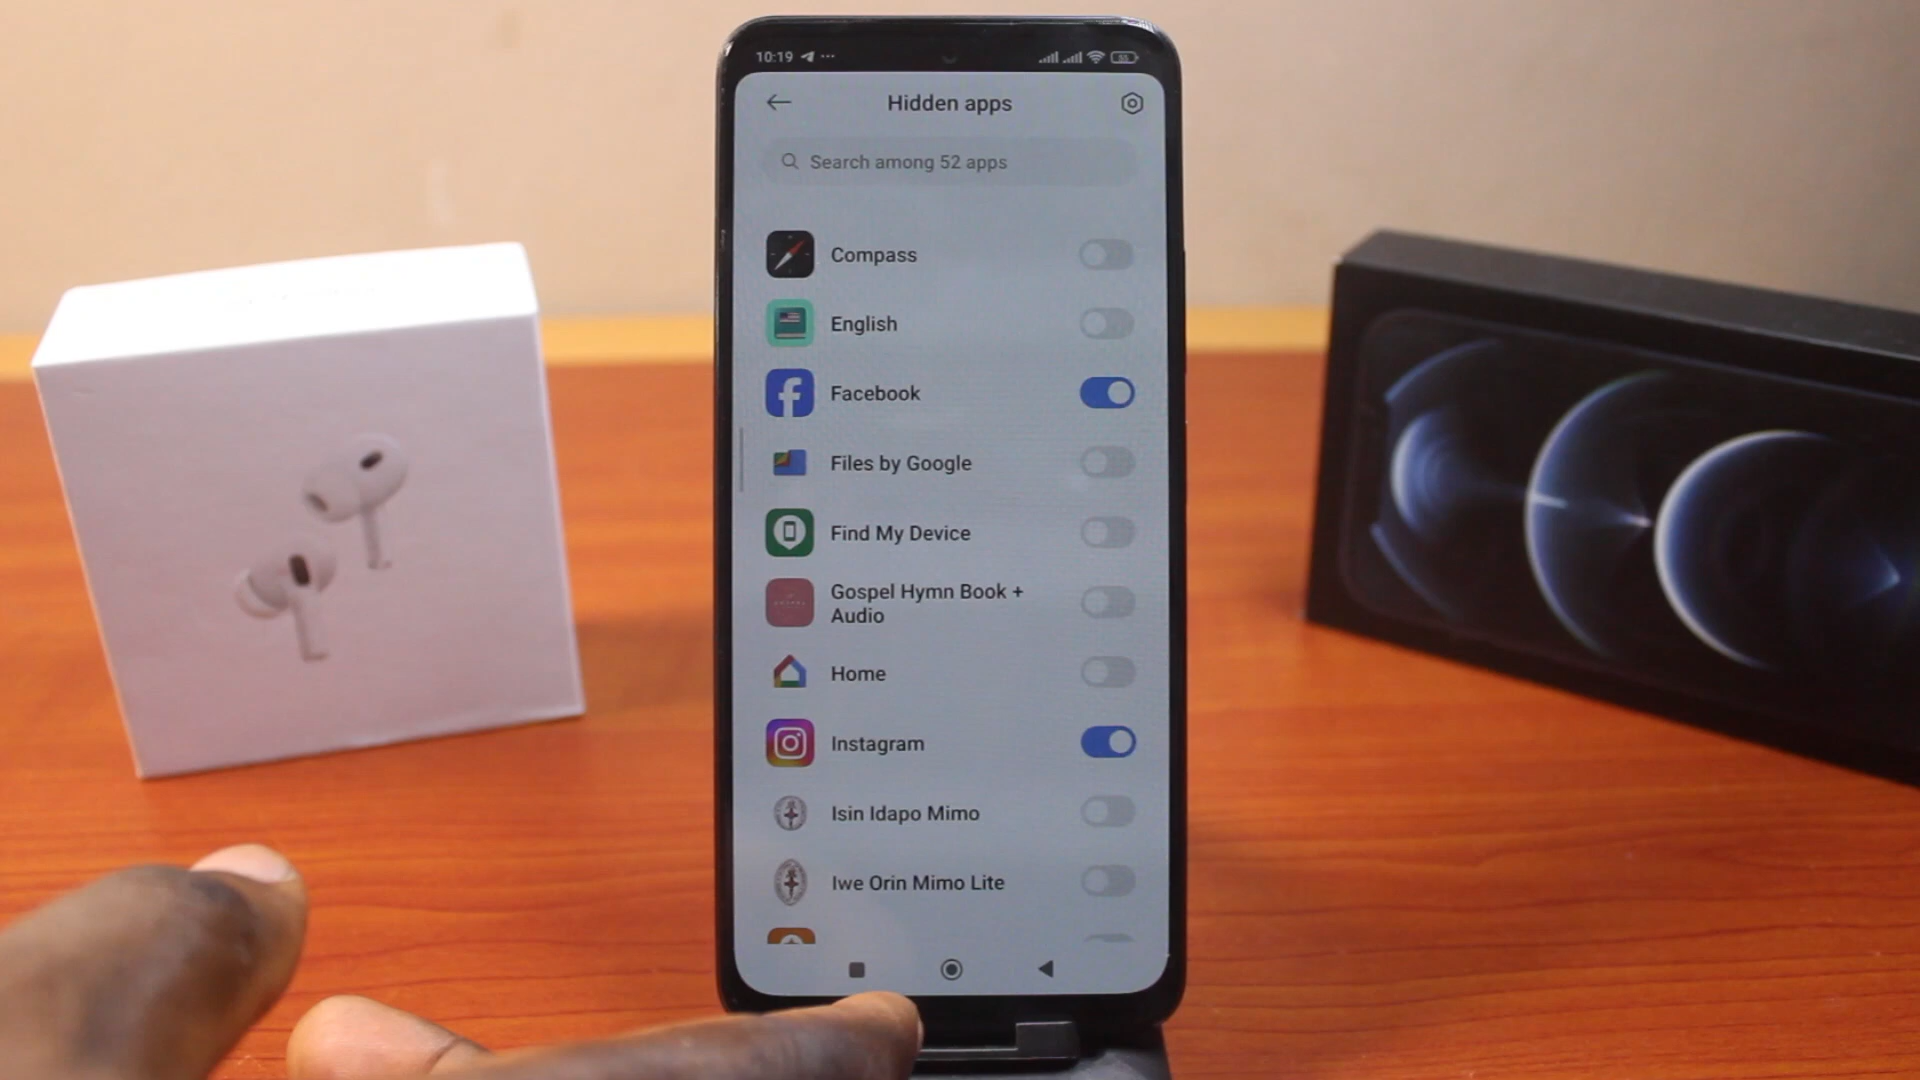 10:19
55
Hidden apps
Search among 52 apps
Compass
English
Facebook
Files by Google
Find My Device
Gospel Hymn Book +
Audio
Home
Instagram
Isin Idapo Mimo
Iwe Orin Mimo Lite